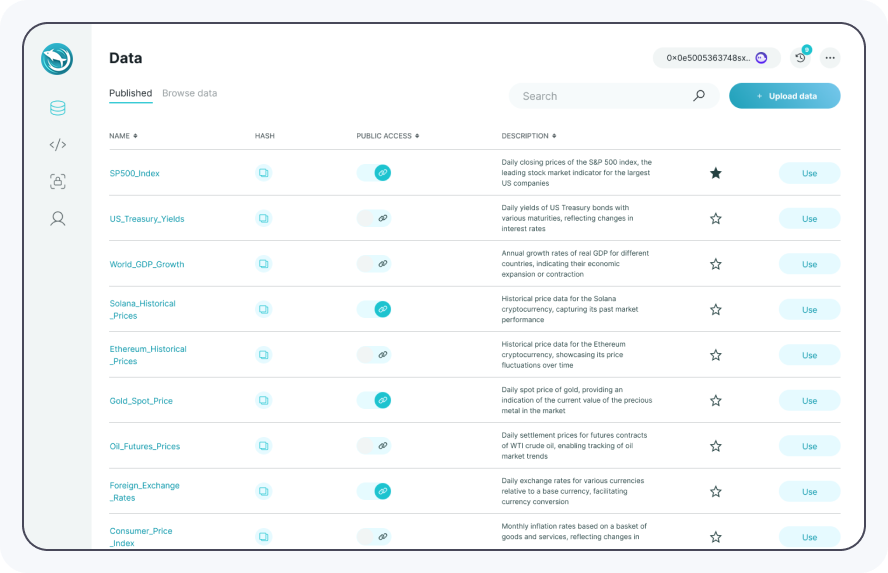 Data
0×0e5005363748sx..
9
Published Browse data
Search
+ Upload data
NAME HASH PUBLIC ACCESS DESCRIPTION
SP500_Index
Daily closing prices of the S&P 500 index, the
leading stock market indicator for the largest
US companies
Use
US_Treasury_Yields
Daily yields of US Treasury bonds with
various maturities, reflecting changes in
interest rates
Use
World_GDP_Growth
Annual growth rates of real GDP for different
countries, indicating their economic
expansion or contraction
Use
Solana_Historical
_Prices
Historical price data for the Solana
cryptocurrency, capturing its past market
performance
Use
Ethereum_Historical
_Prices
Historical price data for the Ethereum
cryptocurrency, showcasing its price
fluctuations over time
Use
Gold_Spot_Price
Daily spot price of gold, providing an
indication of the current value of the precious
metal in the market
Use
Oil_Futures_Prices
Daily settlement prices for futures contracts
of WTI crude oil, enabling tracking of oil
market trends
Use
Foreign_Exchange
_Rates
Daily exchange rates for various currencies
relative to a base currency, facilitating
currency conversion
Use
Consumer_Price
_Index
Monthly inflation rates based on a basket of
goods and services, reflecting changes in
Use